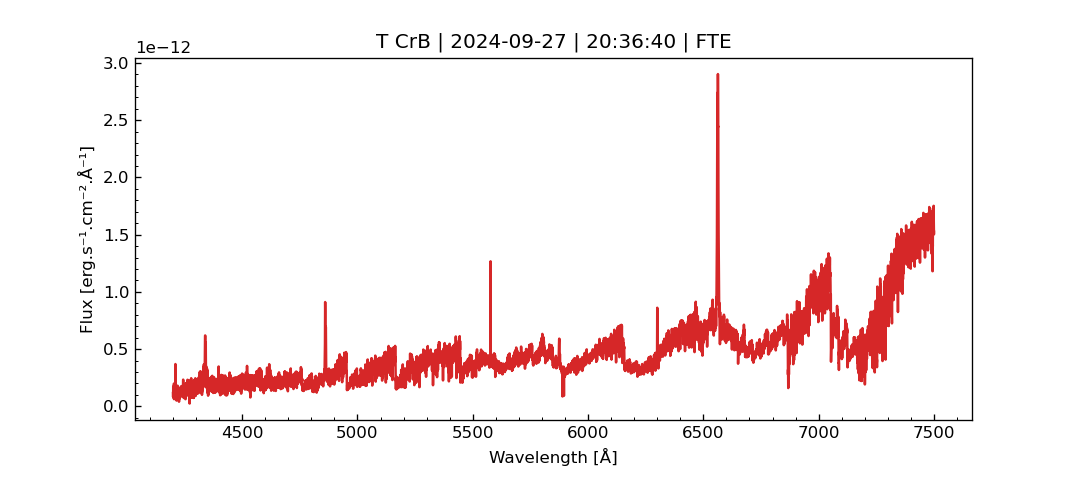 T CrB | 2024-09-27 | 20:36:40 | FTE
1e−12
3.0
2.5
2.0
1.5
1.0
0.5
0.0
Flux [erg.s⁻¹.cm⁻².Å⁻¹]
4500 5000 5500 6000 6500 7000 7500
Wavelength [Å]